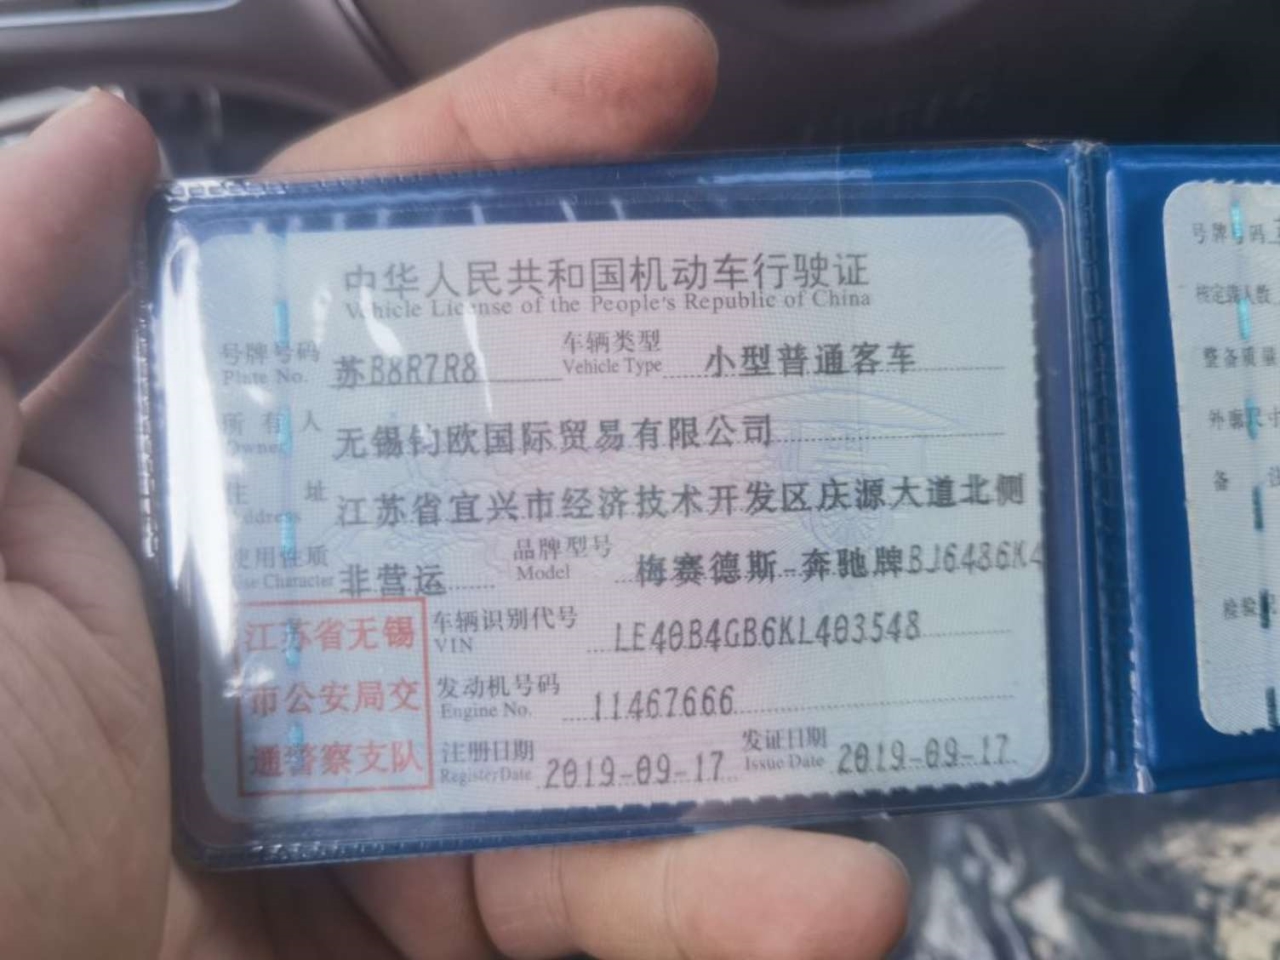 中华人民共和国机动车行驶证
Vehicle License of the People's Republic of China
号牌号码 苏B8R7R8 车辆类型 小型普通客车
Plate No. Vehicle Type
所有人 无锡钧欧国际贸易有限公司
Owner
住址 江苏省宜兴市经济技术开发区庆源大道北侧
Address
使用性质 非营运 品牌型号 梅赛德斯-奔驰牌BJ6486K4
Use Character Model
江苏省无锡
市公安局交
通警察支队
车辆识别代号 LE40B4GB6KL403548
VIN
发动机号码 11467666
Engine No.
注册日期 2019-09-17 发证日期 2019-09-17
Register Date Issue Date
号牌号码
核定载人数
整备质量
外廓尺寸
备
检验